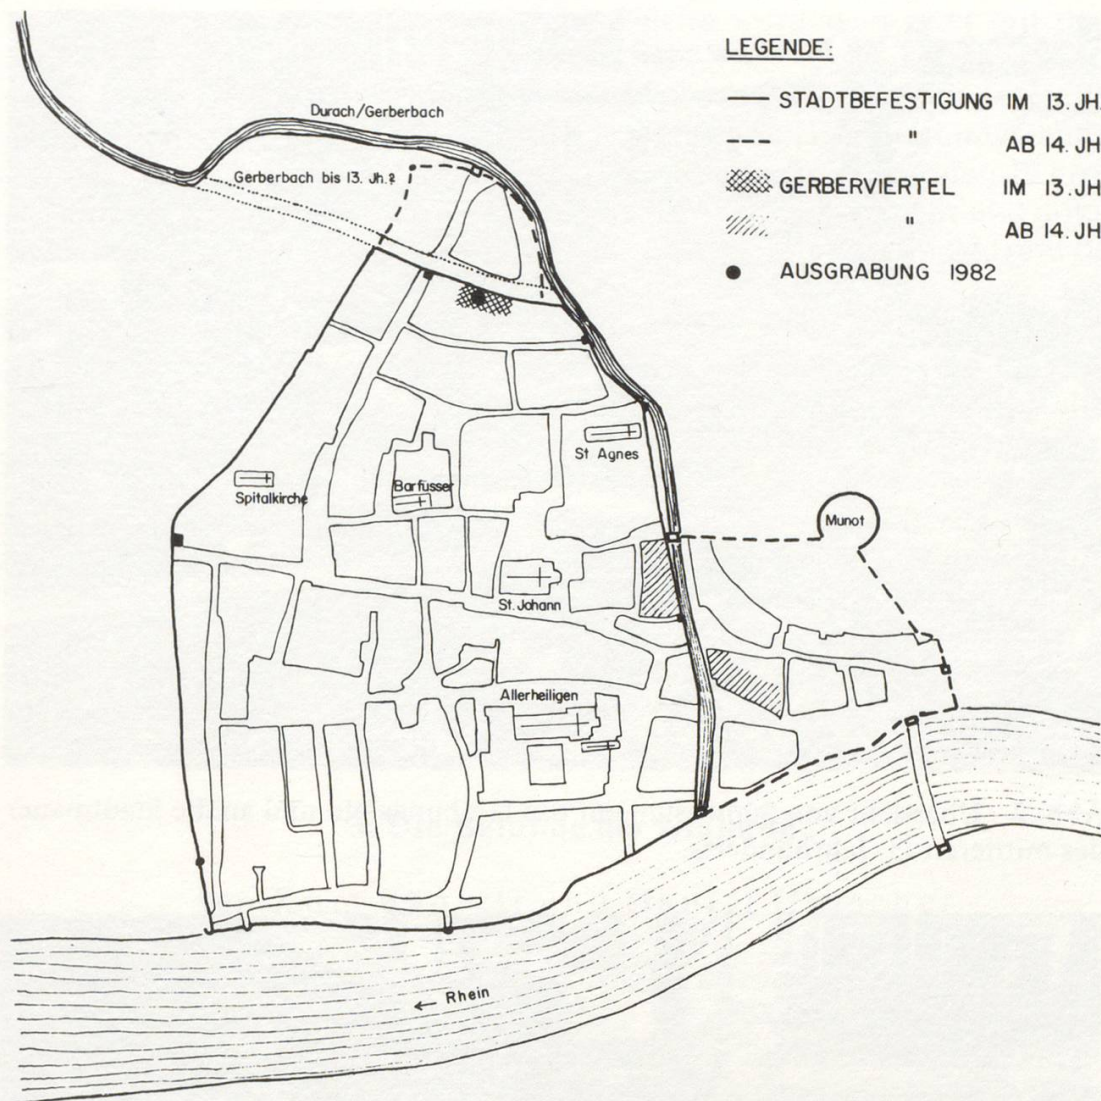 LEGENDE:
STADTBEFESTIGUNG IM 13. JH.
" AB 14. JH
GERBERVIERTEL IM 13. JH
" AB 14. JH
AUSGRABUNG 1982
Durach/Gerberbach
Gerberbach bis 13. Jh.?
St Agnes
Spitalkirche
Barfüsser
Munot
St. Johann
Allerheiligen
← Rhein